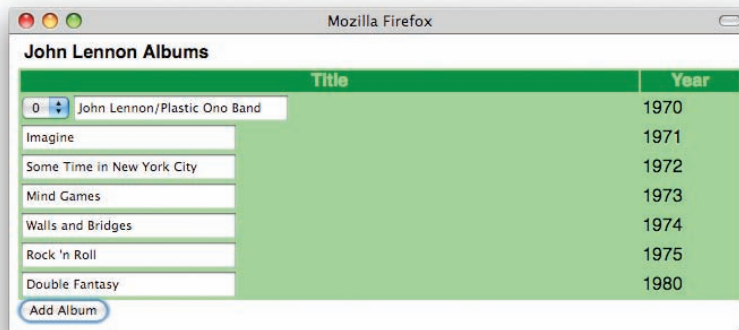 Mozilla Firefox
John Lennon Albums
Title Year
0 John Lennon/Plastic Ono Band 1970
Imagine 1971
Some Time in New York City 1972
Mind Games 1973
Walls and Bridges 1974
Rock 'n Roll 1975
Double Fantasy 1980
Add Album